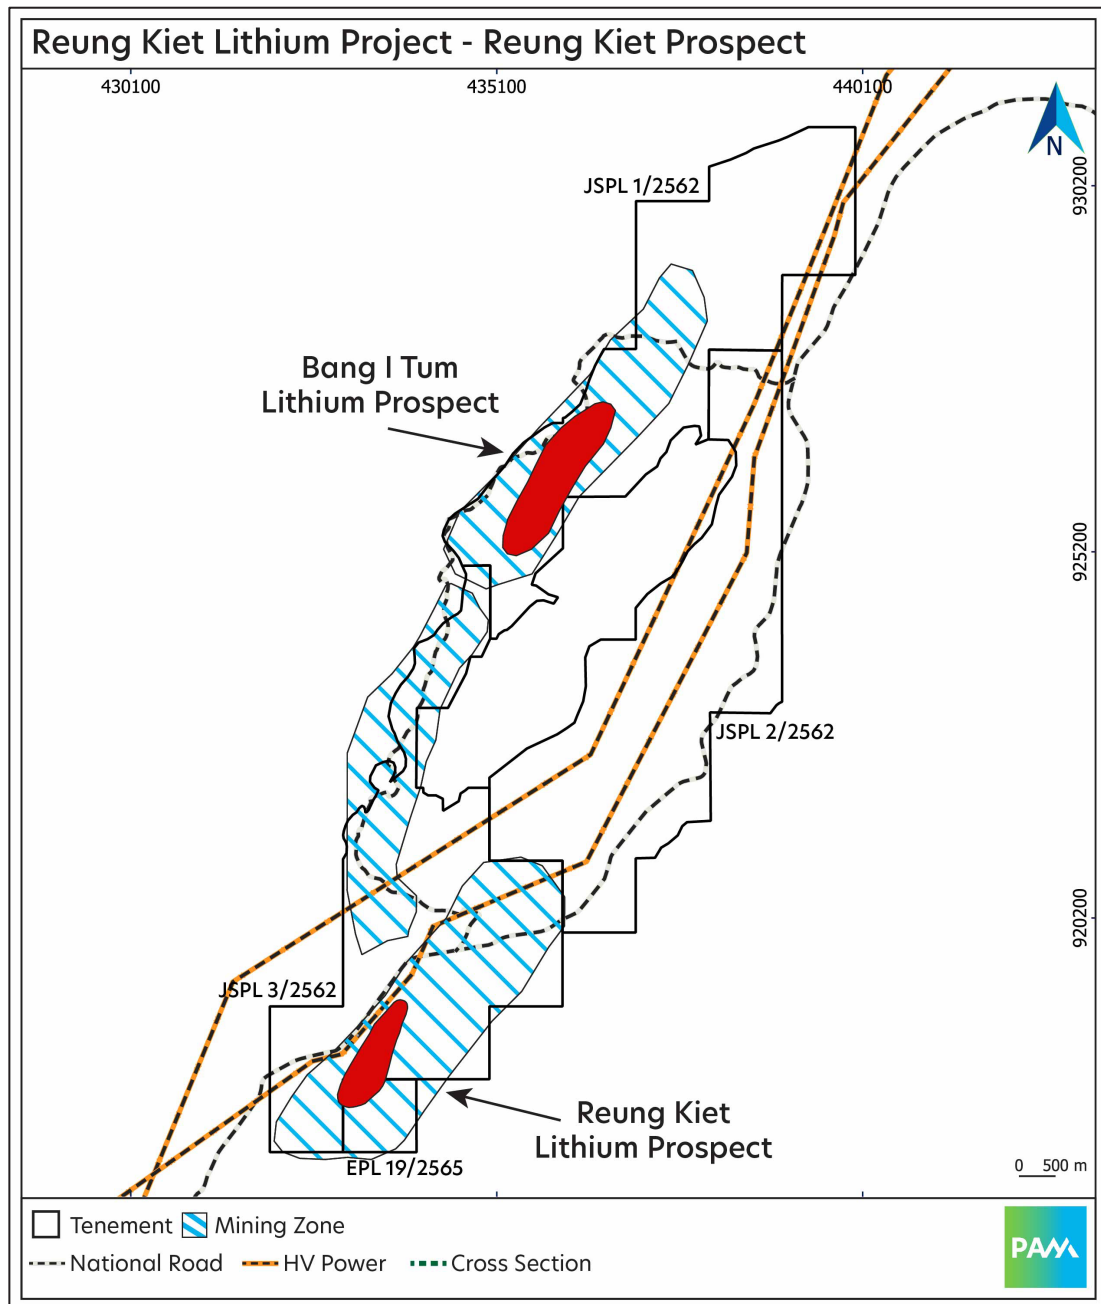 Reung Kiet Lithium Project - Reung Kiet Prospect
430100
435100
440100
N
930200
JSPL 1/2562
Bang I Tum
Lithium Prospect
925200
JSPL 2/2562
920200
JSPL 3/2562
Reung Kiet
Lithium Prospect
EPL 19/2565
0 500 m
Tenement
Mining Zone
National Road
HV Power
Cross Section
PAM